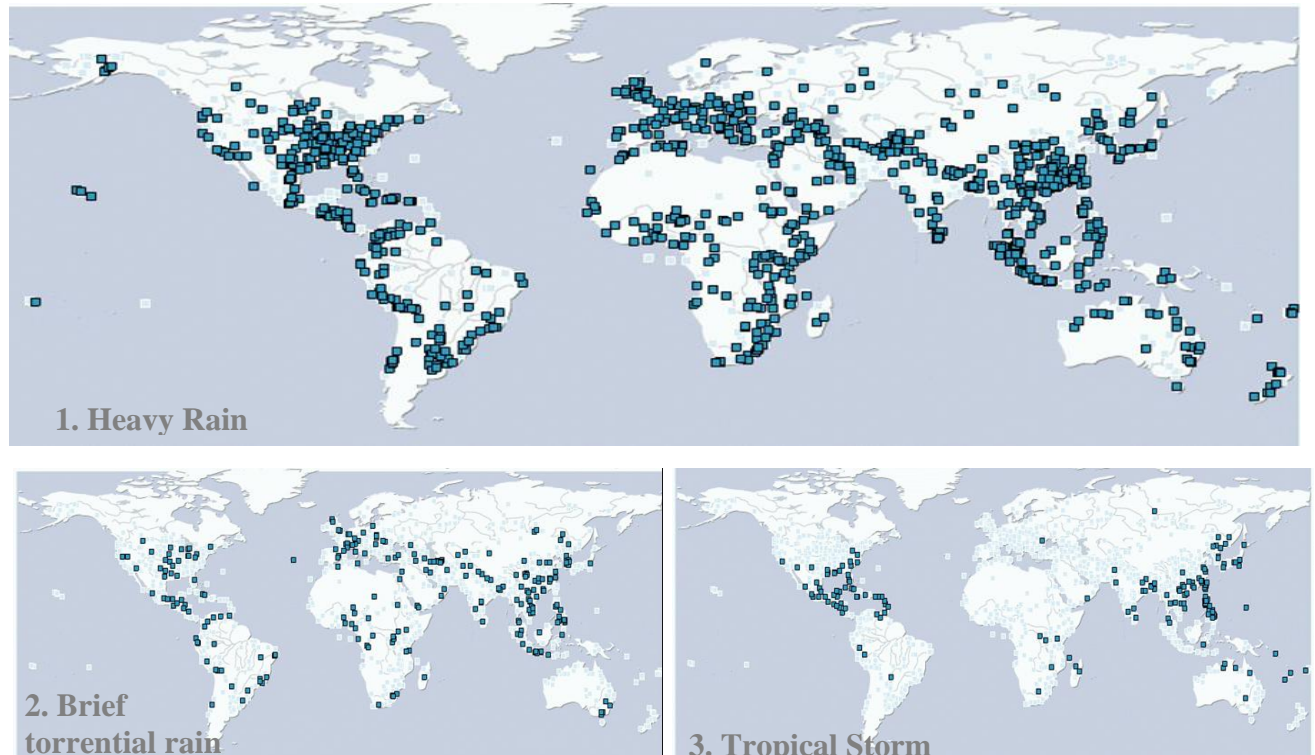 1. Heavy Rain
2. Brief
torrential rain
3. Tropical Storm